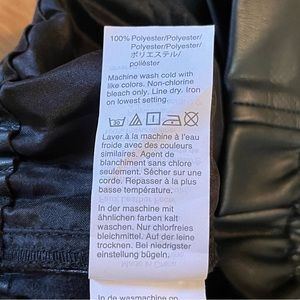 100% Polyester/Polyester/
Polyester/Polyester/
ポリエステル/
poliéster
Machine wash cold with
like colors. Non-chlorine
bleach only. Line dry. Iron
on lowest setting.
Laver à la machine à l'eau
froide avec des couleurs
similaires. Agent de
blanchiment sans chlore
seulement. Sécher sur une
corde. Repasser à la plus
basse température.
In der maschine mit
ähnlichen farben kalt
waschen. Nur chlorfreies
bleichmittel. Auf der leine
trocknen. Bei niedrigster
einstellung bügeln.
In de wasmachine op